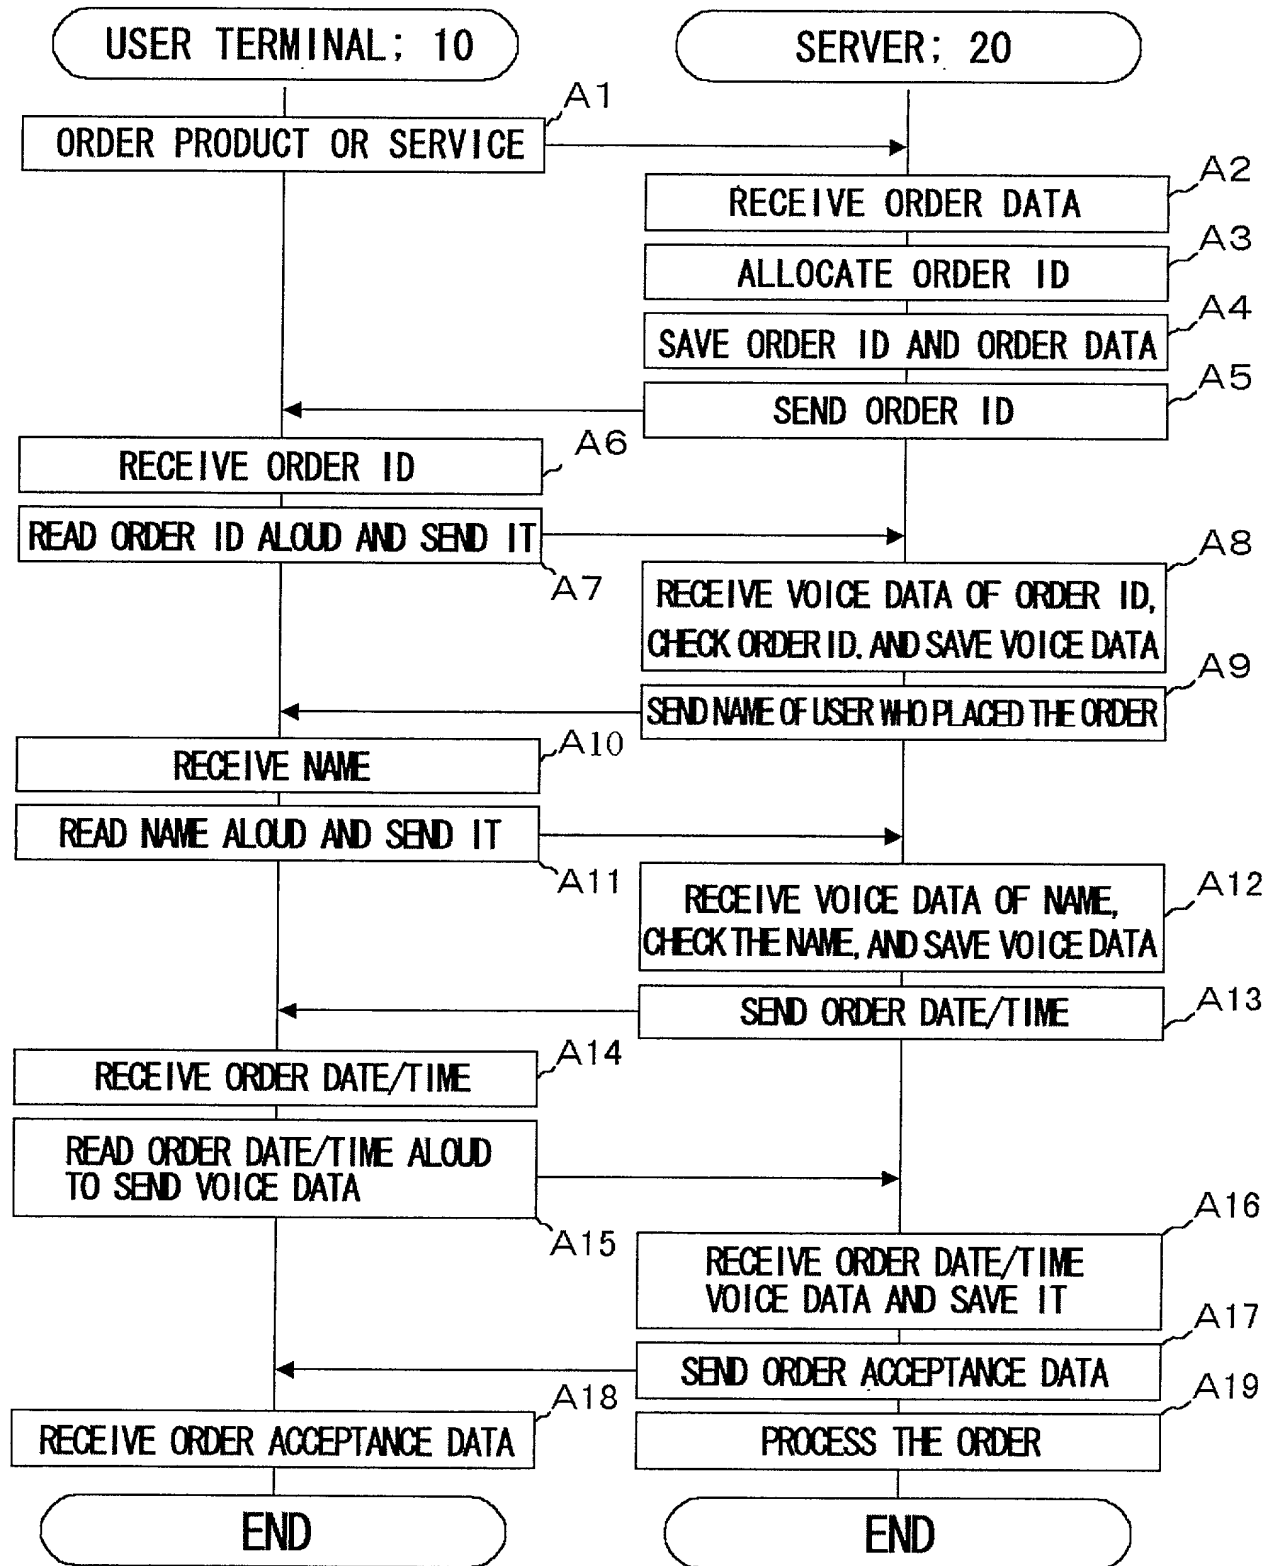 USER TERMINAL; 10
SERVER; 20
A1
ORDER PRODUCT OR SERVICE
A2
RECEIVE ORDER DATA
A3
ALLOCATE ORDER ID
A4
SAVE ORDER ID AND ORDER DATA
A5
SEND ORDER ID
A6
RECEIVE ORDER ID
READ ORDER ID ALOUD AND SEND IT
A7
A8
RECEIVE VOICE DATA OF ORDER ID,
CHECK ORDER ID. AND SAVE VOICE DATA
A9
SEND NAME OF USER WHO PLACED THE ORDER
A10
RECEIVE NAME
READ NAME ALOUD AND SEND IT
A11
A12
RECEIVE VOICE DATA OF NAME,
CHECK THE NAME, AND SAVE VOICE DATA
A13
SEND ORDER DATE/TIME
A14
RECEIVE ORDER DATE/TIME
READ ORDER DATE/TIME ALOUD
TO SEND VOICE DATA
A15
A16
RECEIVE ORDER DATE/TIME
VOICE DATA AND SAVE IT
A17
SEND ORDER ACCEPTANCE DATA
A18
RECEIVE ORDER ACCEPTANCE DATA
A19
PROCESS THE ORDER
END
END